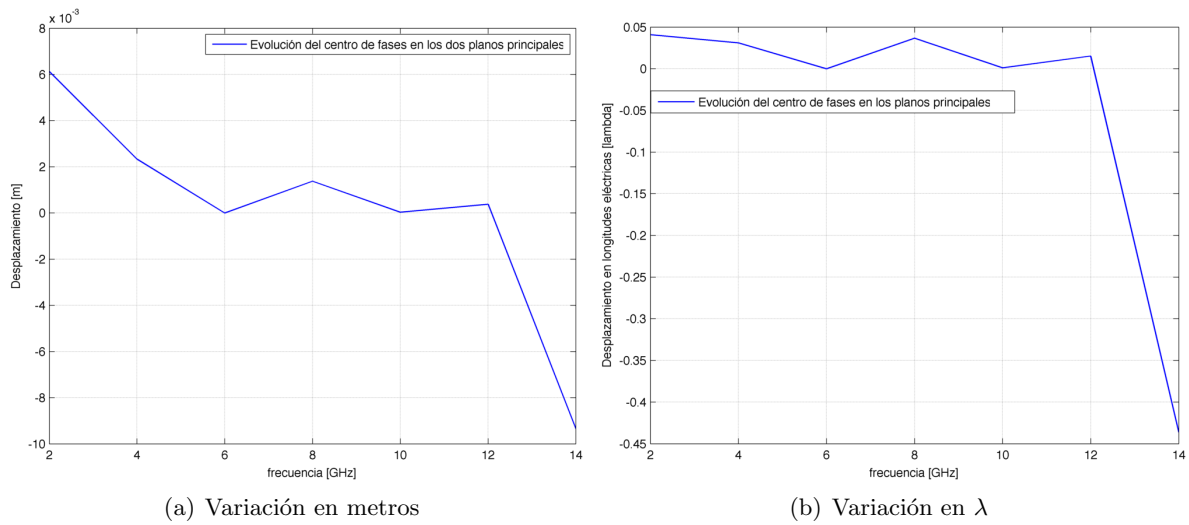 x 10⁻³
Evolución del centro de fases en los dos planos principales
8
6
4
2
0
-2
-4
-6
-8
-10
Desplazamiento [m]
2 4 6 8 10 12 14
frecuencia [GHz]
(a) Variación en metros
Evolución del centro de fases en los planos principales
0.05
0
-0.05
-0.1
-0.15
-0.2
-0.25
-0.3
-0.35
-0.4
-0.45
Desplazamiento en longitudes eléctricas [lambda]
2 4 6 8 10 12 14
frecuencia [GHz]
(b) Variación en λ